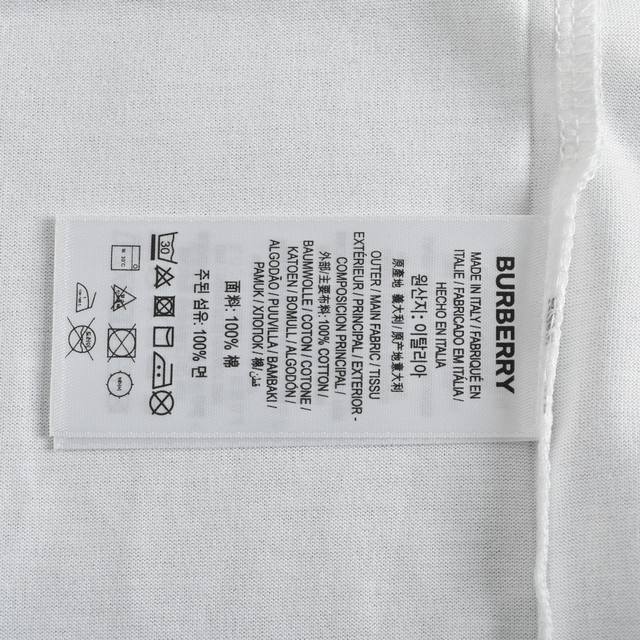 BURBERRY
MADE IN ITALY / FABRIQUÉ EN
ITALIE / FABRICADO EM ITÁLIA /
HECHO EN ITALIA
원산지: 이탈리아
原產地 義大利 / 原产地意大利
OUTER / MAIN FABRIC / TISSU
EXTÉRIEUR / PRINCIPAL / EXTERIOR -
COMPOSICION PRINCIPAL /
外部/主要布料: 100% COTTON /
BAUMWOLLE / COTON / COTONE /
KATOEN / BOMULL / ALGODÓN /
ALGODÃO / PUUVILLA / BAMBAKI /
PAMUK / ΧΙΟΠΟΚ / 棉 / قطن
面料: 100% 棉
주된 섬유: 100% 면
30